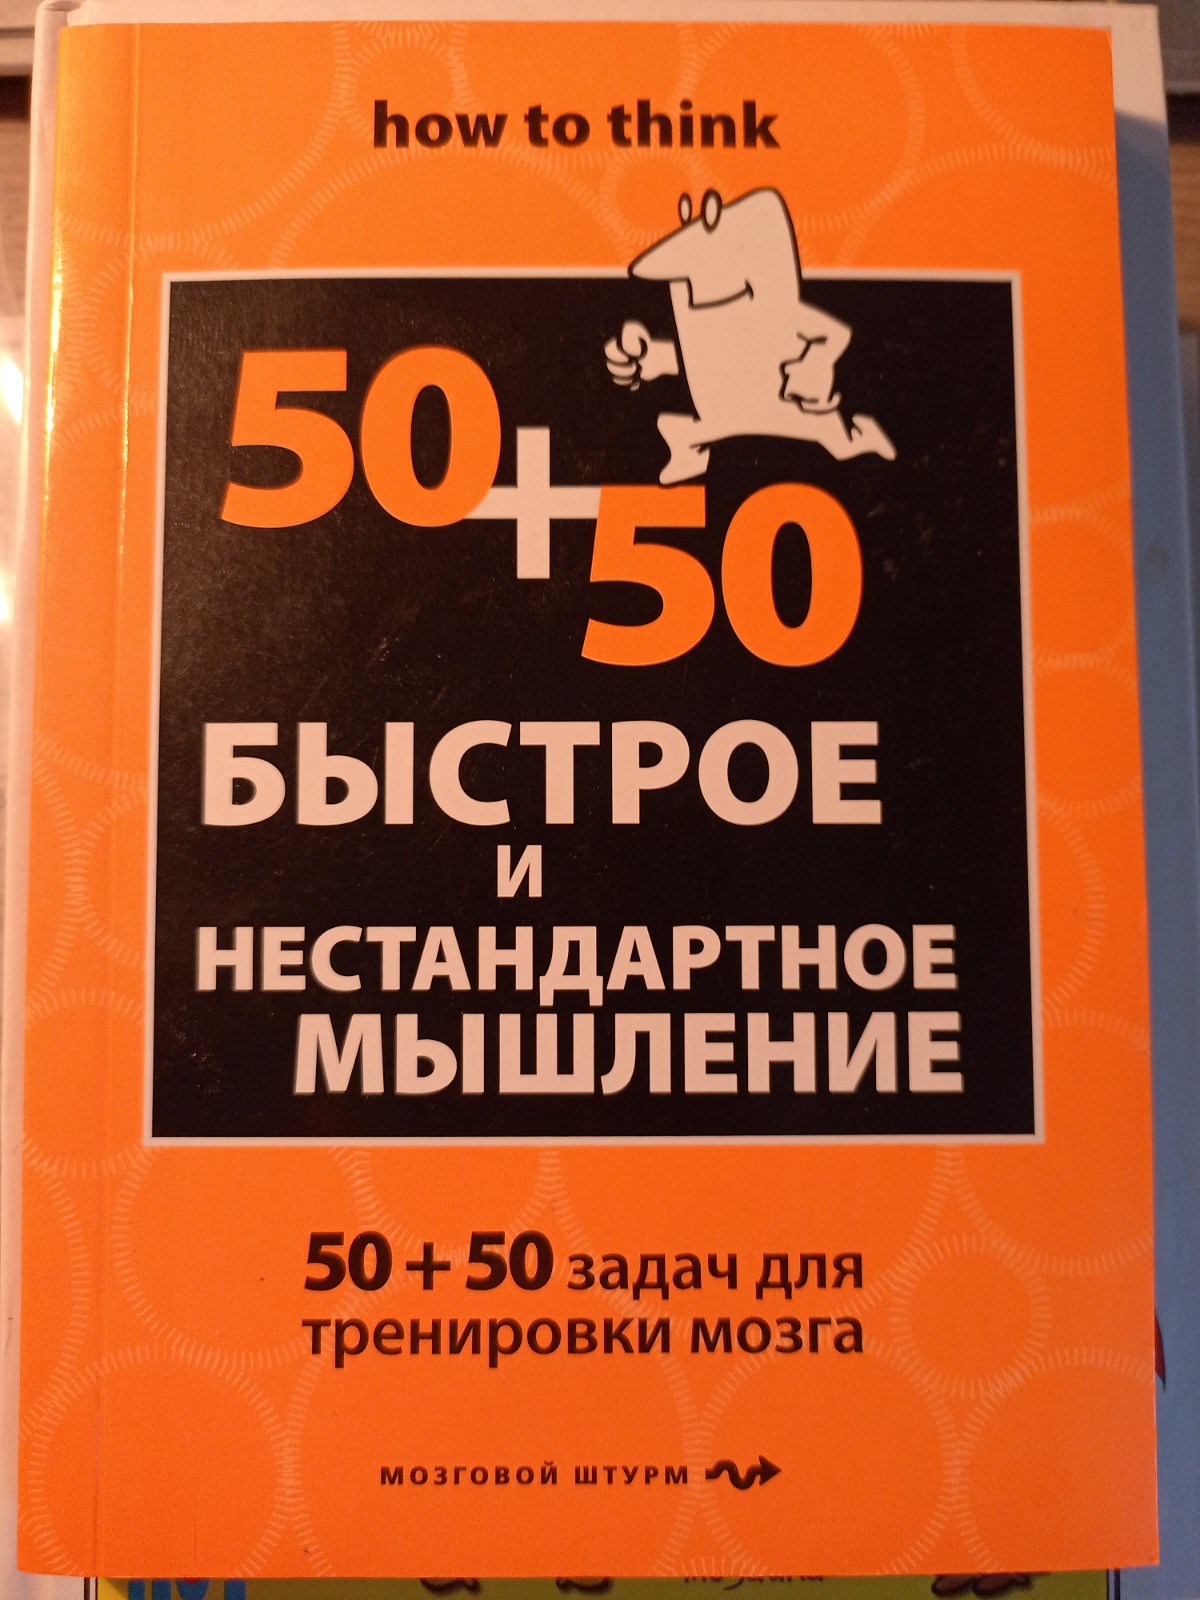 how to think
50+50
БЫСТРОЕ
И
НЕСТАНДАРТНОЕ
МЫШЛЕНИЕ
50 + 50 задач для
тренировки мозга
МОЗГОВОЙ ШТУРМ